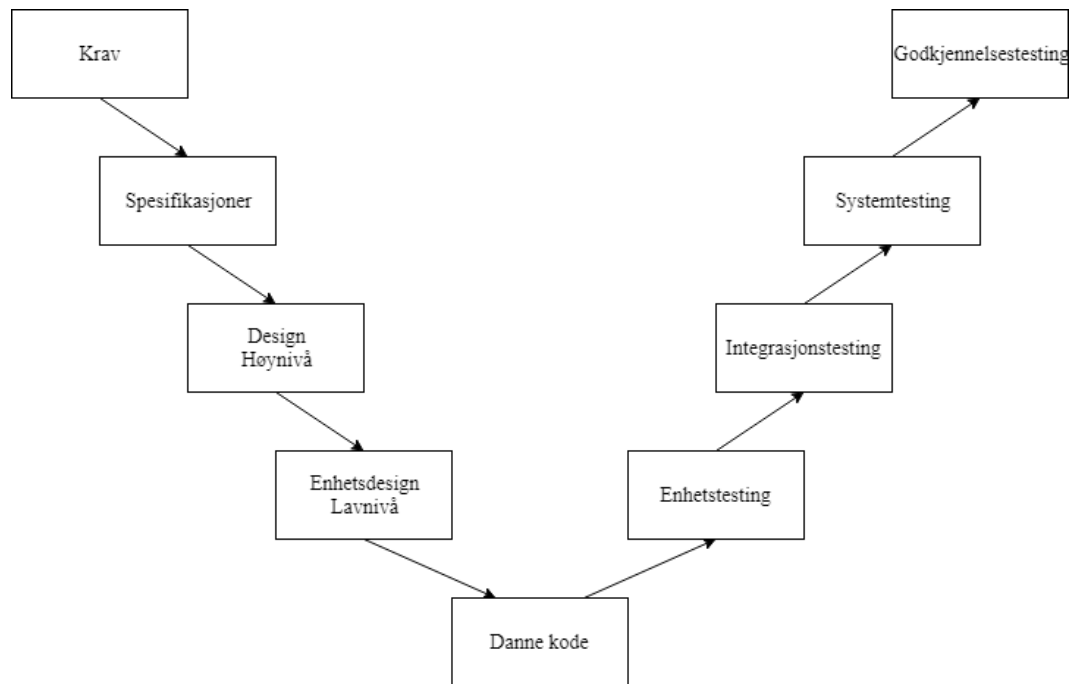 Krav
Godkjennelsestesting
Spesifikasjoner
Systemtesting
Design
Høynivå
Integrasjonstesting
Enhetsdesign
Lavnivå
Enhetstesting
Danne kode